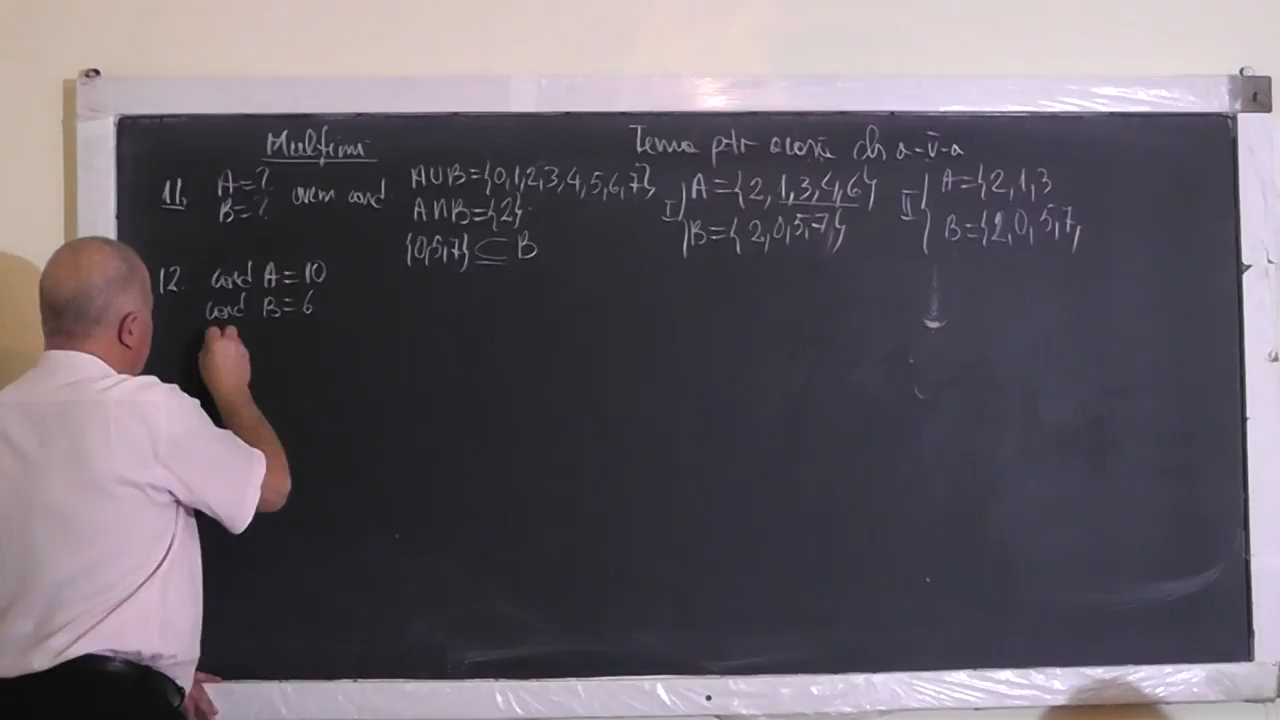 Mulțimi
Tema ptr acasă cls a-V-a
11. A=? B=? avem cond
A∪B={0,1,2,3,4,5,6,7}
A∩B={2}
{0,5,7} ⊆ B
I) A={2,1,3,4,6}
B={2,0,5,7,}
II) A={2,1,3
B={2,0,5,7,
12. card A=10
card B=6